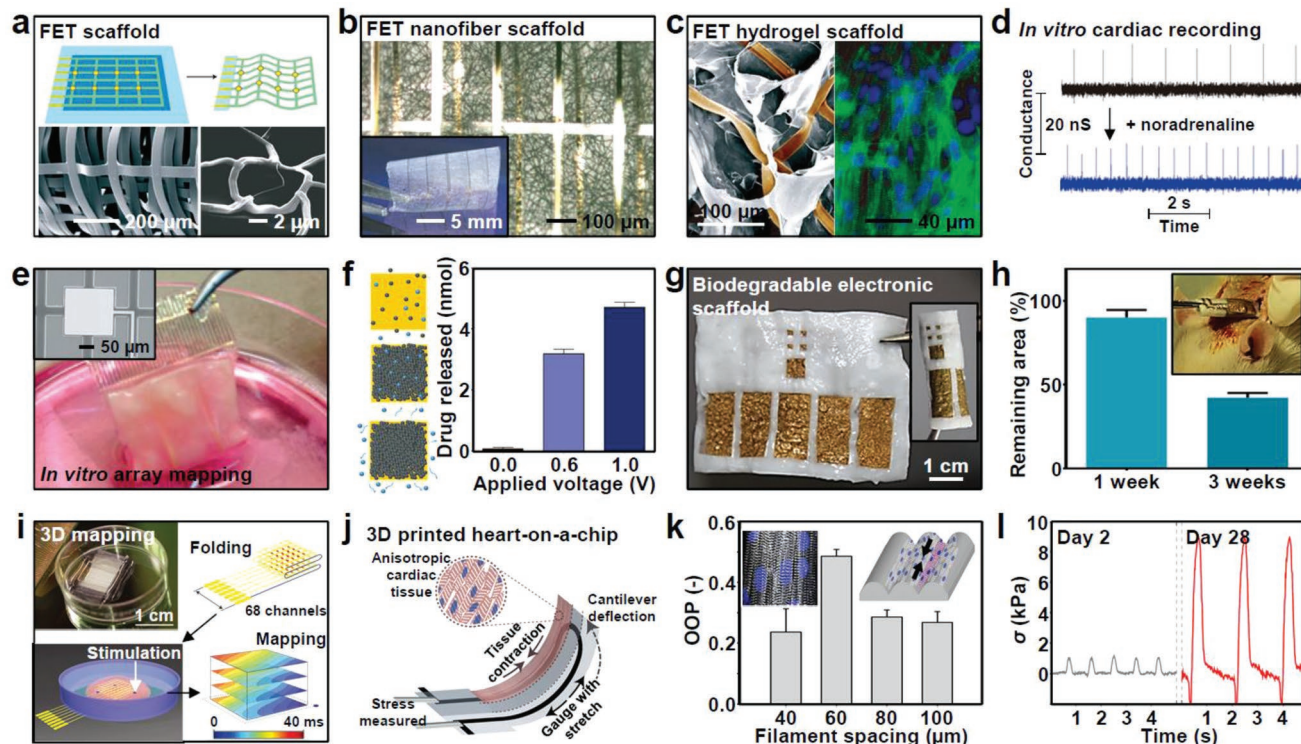 a
FET scaffold
200 μm
2 μm
b
FET nanofiber scaffold
5 mm
100 μm
c
FET hydrogel scaffold
100 μm
40 μm
d
In vitro cardiac recording
Conductance
20 nS
+ noradrenaline
2 s
Time
e
50 μm
In vitro array mapping
f
Drug released (nmol)
6
4
2
0
0.0 0.6 1.0
Applied voltage (V)
g
Biodegradable electronic
scaffold
1 cm
h
Remaining area (%)
100
50
0
1 week 3 weeks
i
3D mapping
1 cm
Folding
68 channels
Stimulation
Mapping
0 40 ms
j
3D printed heart-on-a-chip
Anisotropic
cardiac
tissue
Cantilever
deflection
Tissue
contraction
Stress
measured
Gauge with
stretch
k
OOP (-)
0.6
0.4
0.2
0.0
40 60 80 100
Filament spacing (μm)
l
σ (kPa)
10
8
6
4
2
0
Day 2 Day 28
1 2 3 4 1 2 3 4
Time (s)